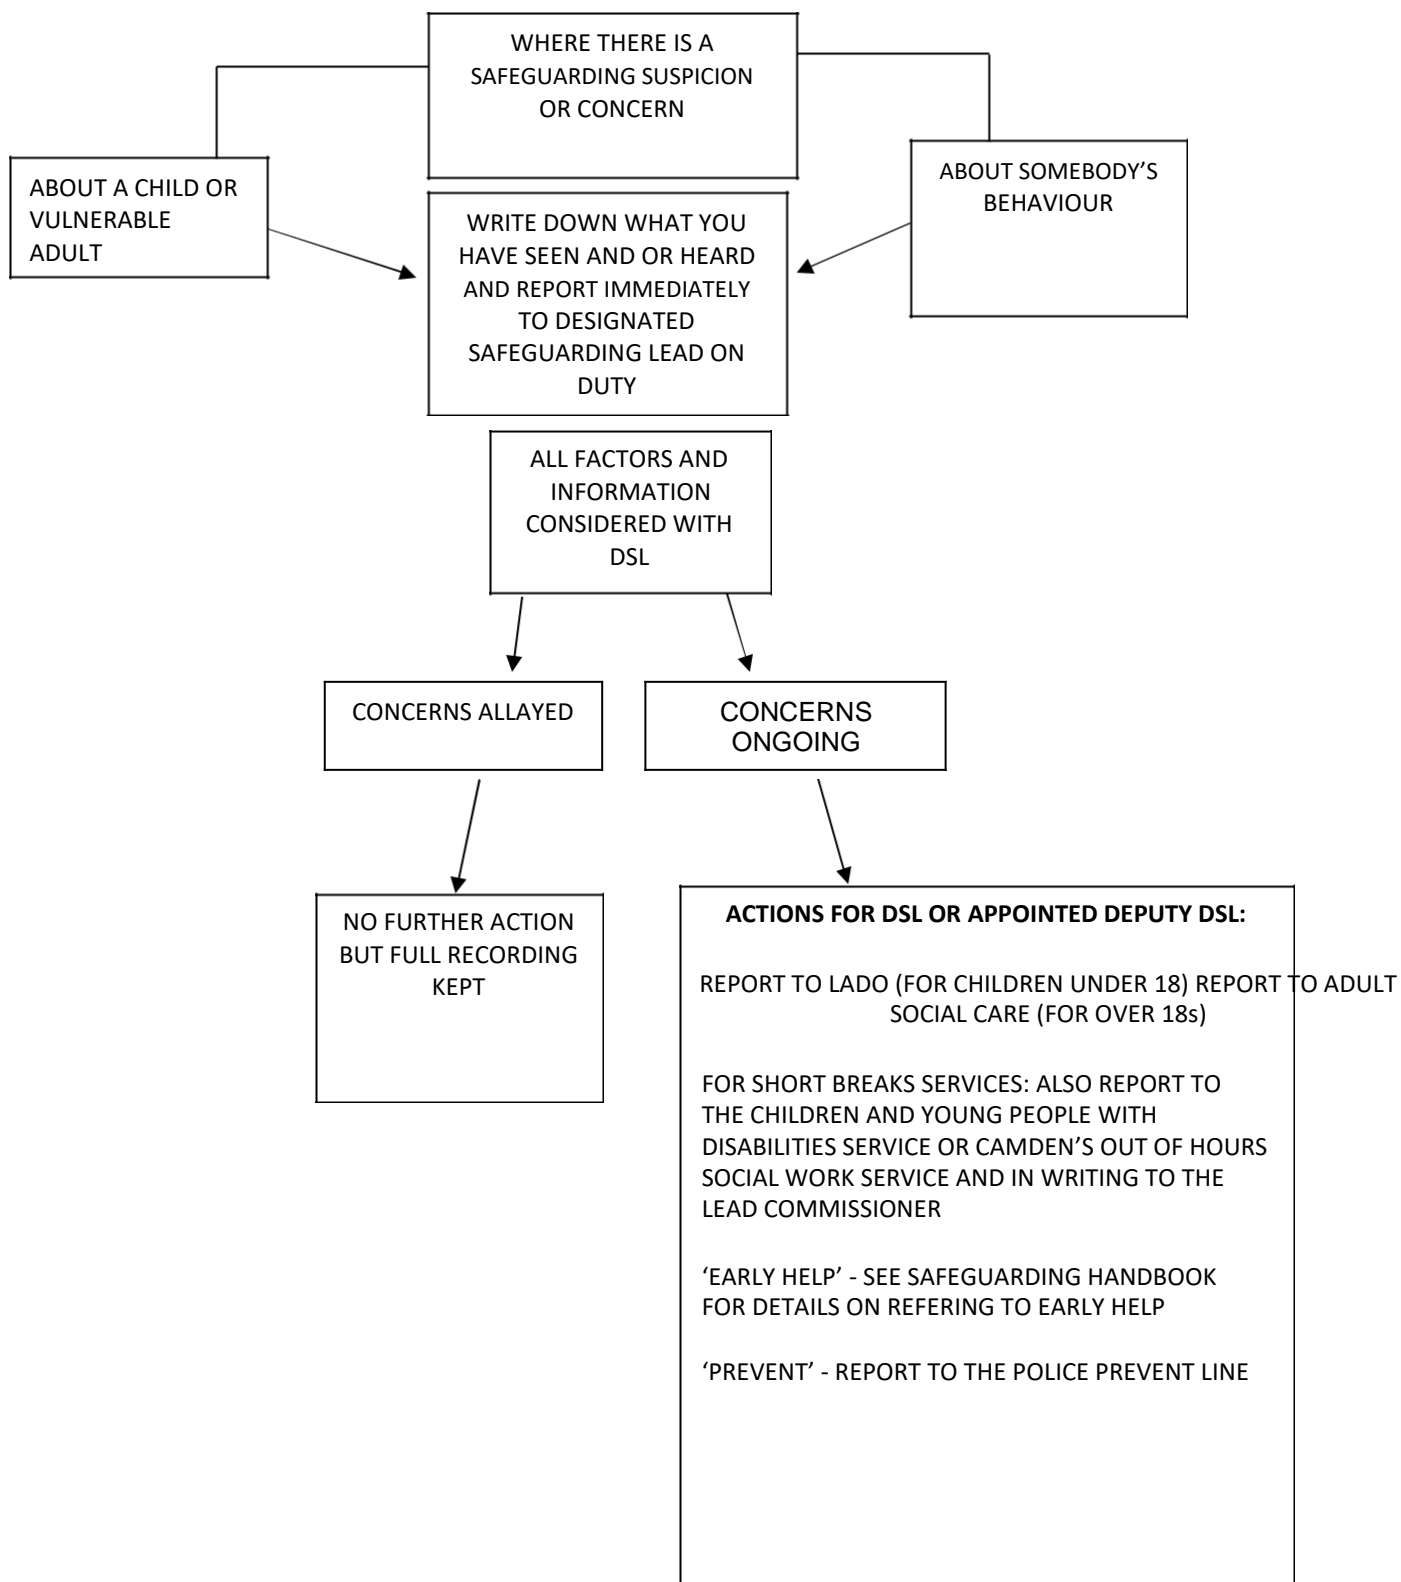 WHERE THERE IS A
SAFEGUARDING SUSPICION
OR CONCERN
ABOUT A CHILD OR
VULNERABLE
ADULT
ABOUT SOMEBODY’S
BEHAVIOUR
WRITE DOWN WHAT YOU
HAVE SEEN AND OR HEARD
AND REPORT IMMEDIATELY
TO DESIGNATED
SAFEGUARDING LEAD ON
DUTY
ALL FACTORS AND
INFORMATION
CONSIDERED WITH
DSL
CONCERNS ALLAYED
CONCERNS
ONGOING
NO FURTHER ACTION
BUT FULL RECORDING
KEPT
ACTIONS FOR DSL OR APPOINTED DEPUTY DSL:
REPORT TO LADO (FOR CHILDREN UNDER 18) REPORT TO ADULT
SOCIAL CARE (FOR OVER 18s)
FOR SHORT BREAKS SERVICES: ALSO REPORT TO
THE CHILDREN AND YOUNG PEOPLE WITH
DISABILITIES SERVICE OR CAMDEN’S OUT OF HOURS
SOCIAL WORK SERVICE AND IN WRITING TO THE
LEAD COMMISSIONER
‘EARLY HELP’ - SEE SAFEGUARDING HANDBOOK
FOR DETAILS ON REFERING TO EARLY HELP
‘PREVENT’ - REPORT TO THE POLICE PREVENT LINE